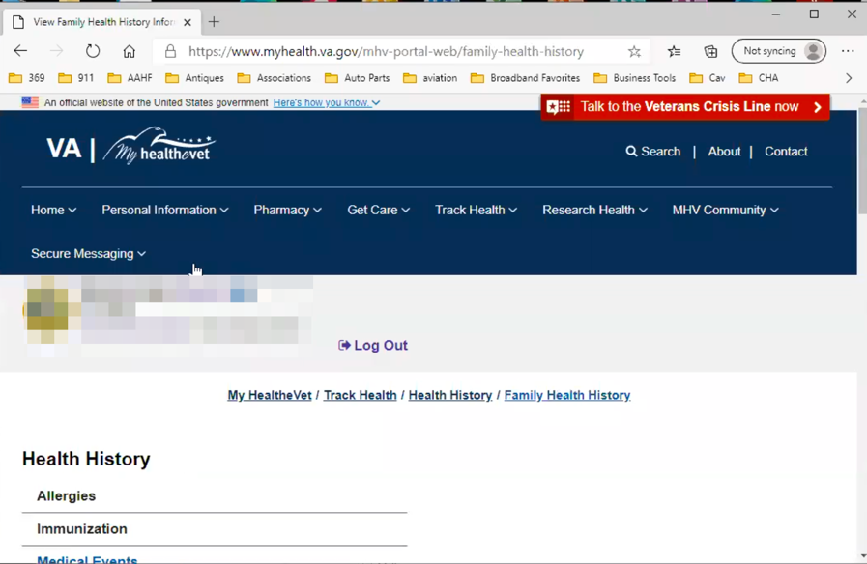 View Family Health History Infor
https://www.myhealth.va.gov/mhv-portal-web/family-health-history
Not syncing
369 911 AAHF Antiques Associations Auto Parts aviation Broadband Favorites Business Tools Cav CHA
An official website of the United States government Here's how you know.
Talk to the Veterans Crisis Line now
VA | My healthevet
Search | About | Contact
Home Personal Information Pharmacy Get Care Track Health Research Health MHV Community
Secure Messaging
Log Out
My HealtheVet / Track Health / Health History / Family Health History
Health History
Allergies
Immunization
Medical Events